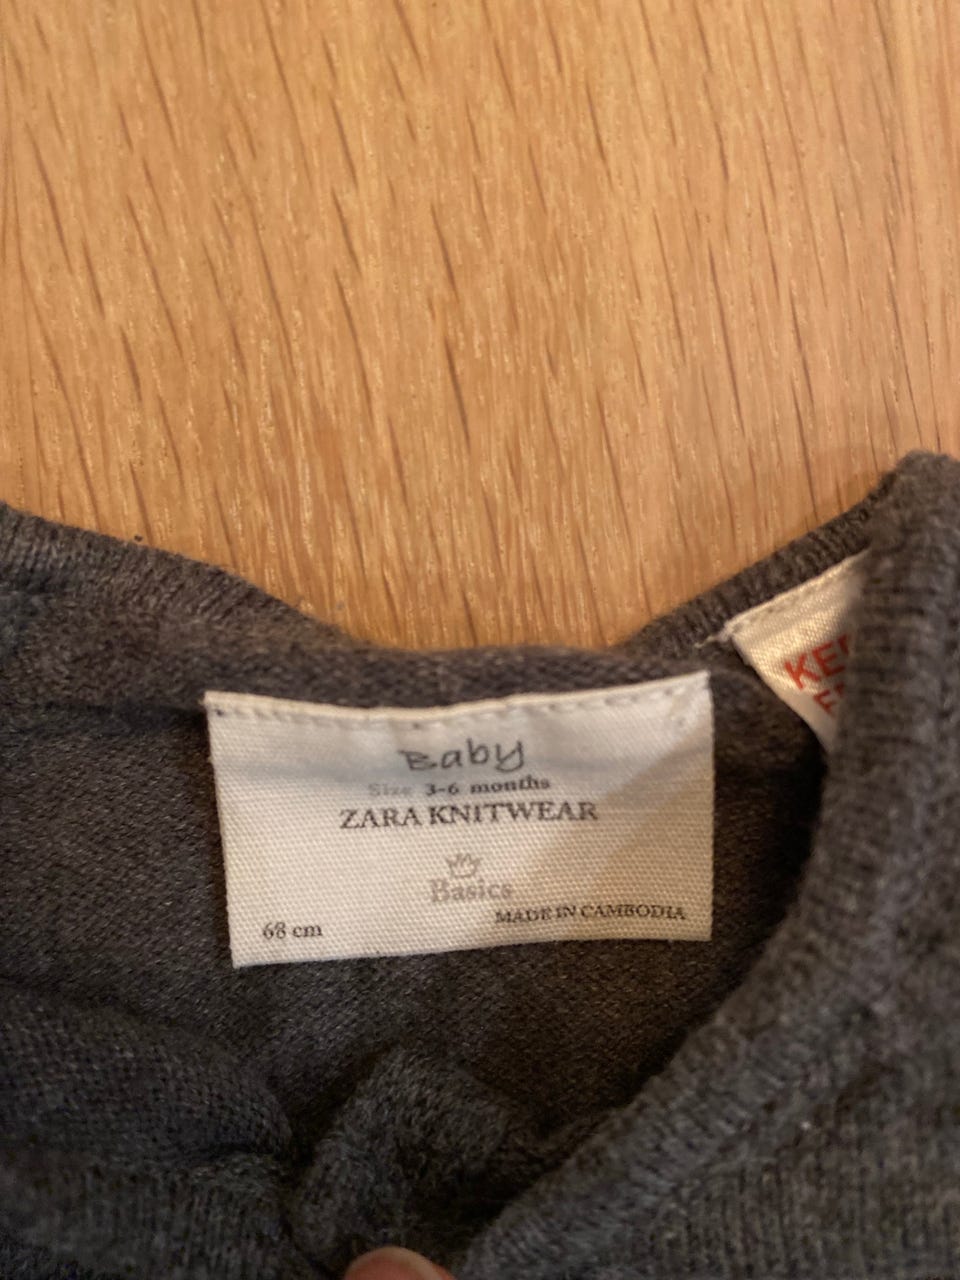 Baby
Size 3-6 months
ZARA KNITWEAR
Basics
MADE IN CAMBODIA
68 cm